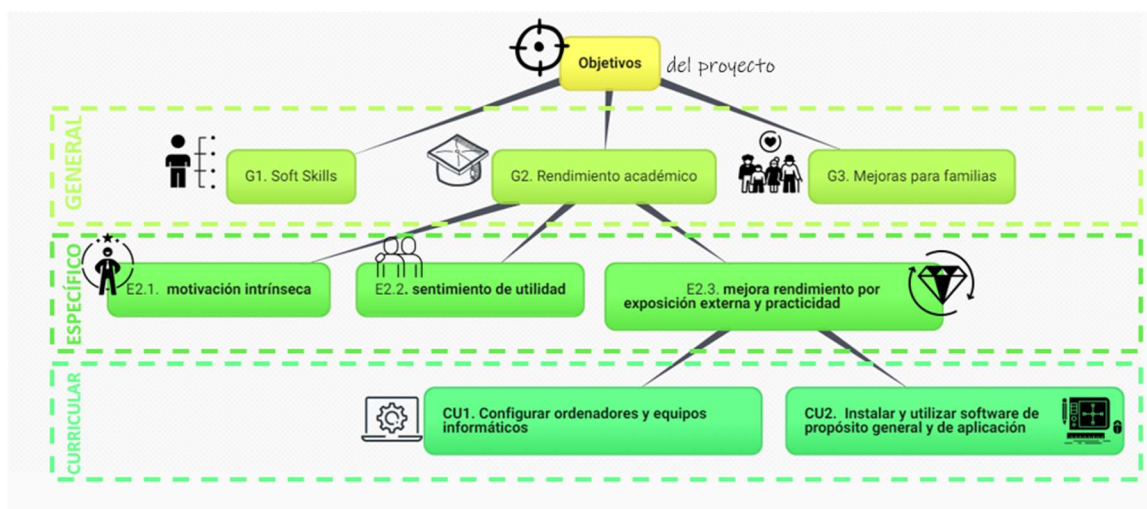 Objetivos del proyecto
GENERAL
G1. Soft Skills
G2. Rendimiento académico
G3. Mejoras para familias
ESPECÍFICO
E2.1. motivación intrínseca
E2.2. sentimiento de utilidad
E2.3. mejora rendimiento por
exposición externa y practicidad
CURRICULAR
CU1. Configurar ordenadores y equipos
informáticos
CU2. Instalar y utilizar software de
propósito general y de aplicación